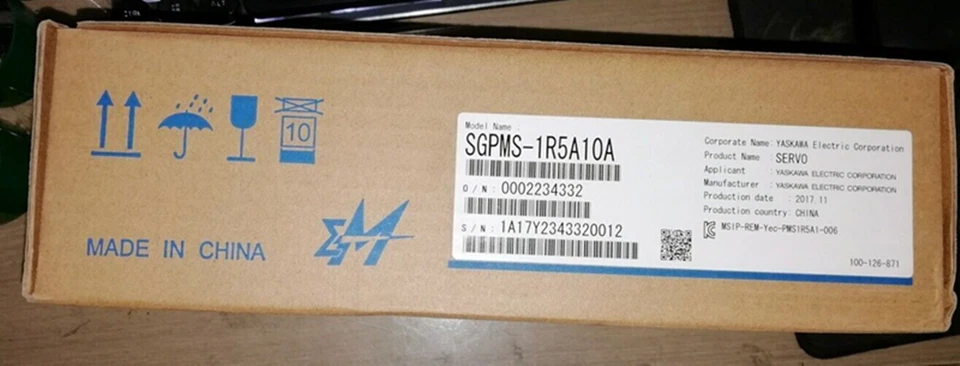 10
MADE IN CHINA
Model Name :
SGPMS-1R5A10A
O/N : 0002234332
S/N : 1A17Y2343320012
Corporate Name: YASKAWA Electric Corporation
Product Name : SERVO
Applicant : YASKAWA ELECTRIC CORPORATION
Manufacturer : YASKAWA ELECTRIC CORPORATION
Production date : 2017.11
Production country: CHINA
MSIP-REM-Yec-PMS1R5A1-006
100-126-871